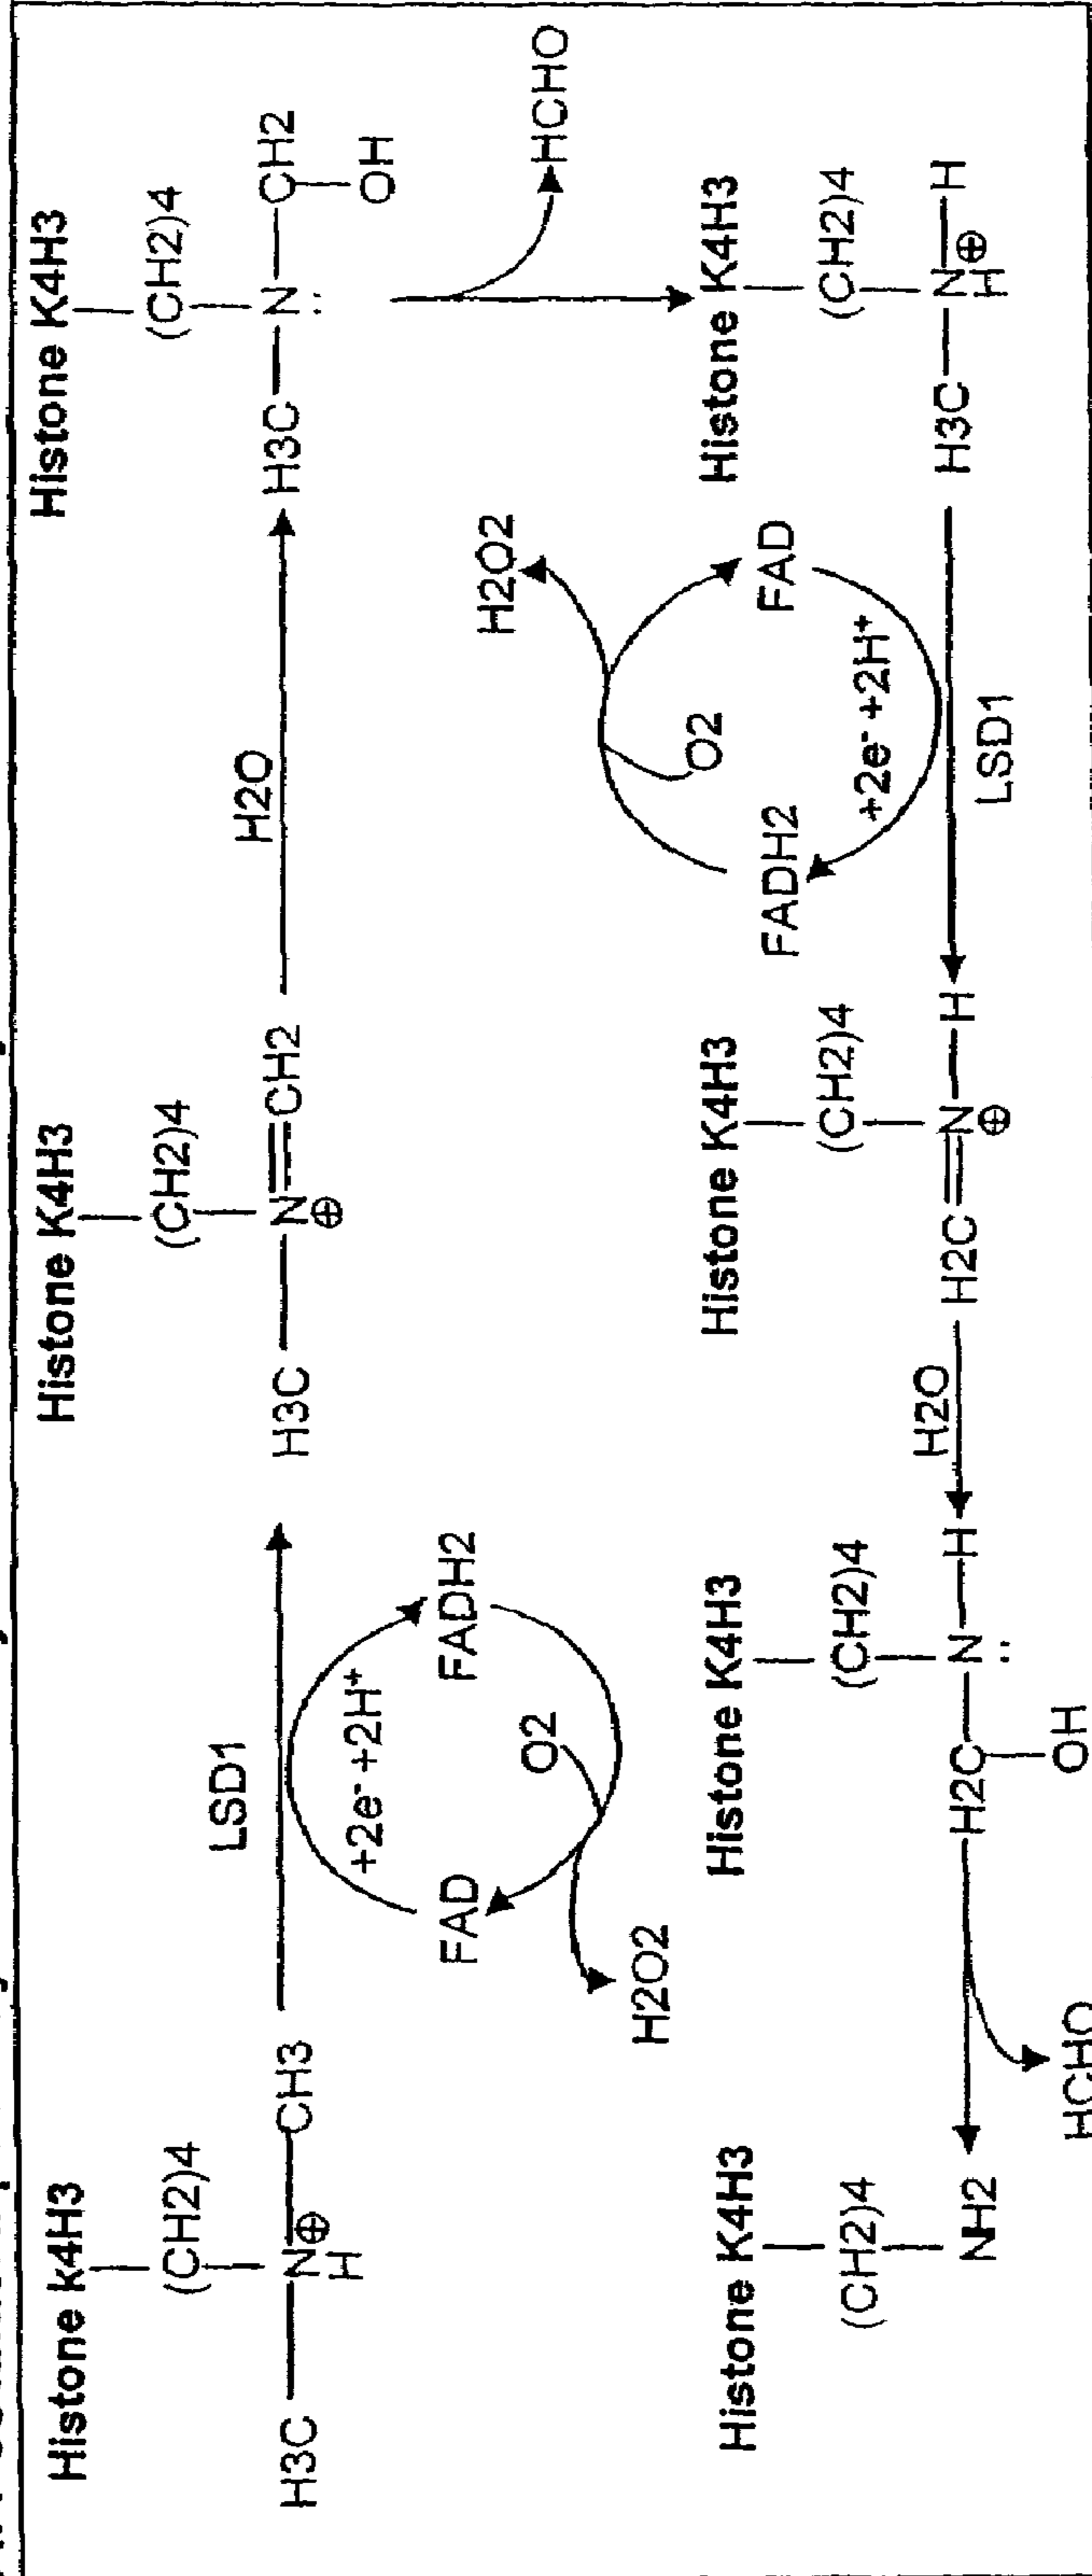 Histone k4H3
(CH2)4
H3C — N — CH3
⊕
H
LSD1
+2e- +2H+
FAD
FADH2
O2
H2O2
Histone K4H3
(CH2)4
H3C — N = CH2
⊕
H2O
Histone K4H3
(CH2)4
H3C — N — CH2
:
OH
HCHO
Histone K4H3
(CH2)4
H3C — N — H
⊕
H
H2O2
O2
FADH2
FAD
+2e- +2H+
LSD1
Histone K4H3
(CH2)4
H2C = N — H
⊕
H2O
Histone K4H3
(CH2)4
H2C — N — H
:
OH
HCHO
Histone K4H3
(CH2)4
NH2